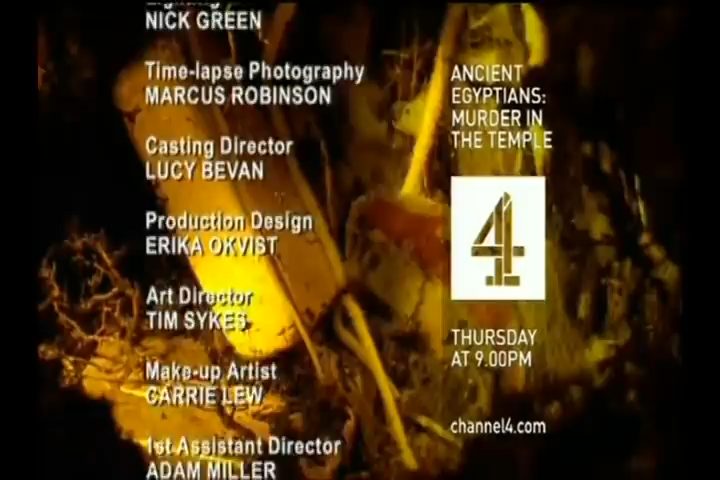 NICK GREEN
Time-lapse Photography
MARCUS ROBINSON
Casting Director
LUCY BEVAN
Production Design
ERIKA OKVIST
Art Director
TIM SYKES
Make-up Artist
CARRIE LEW
1st Assistant Director
ADAM MILLER
ANCIENT
EGYPTIANS:
MURDER IN
THE TEMPLE
4
THURSDAY
AT 9.00PM
channel4.com